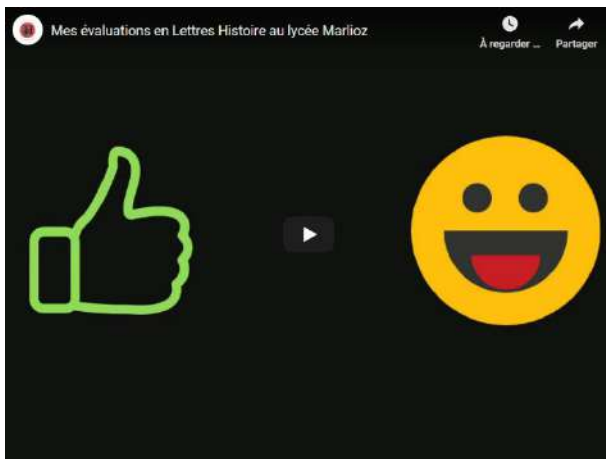 Mes évaluations en Lettres Histoire au lycée Marlioz
À regarder ...
Partager